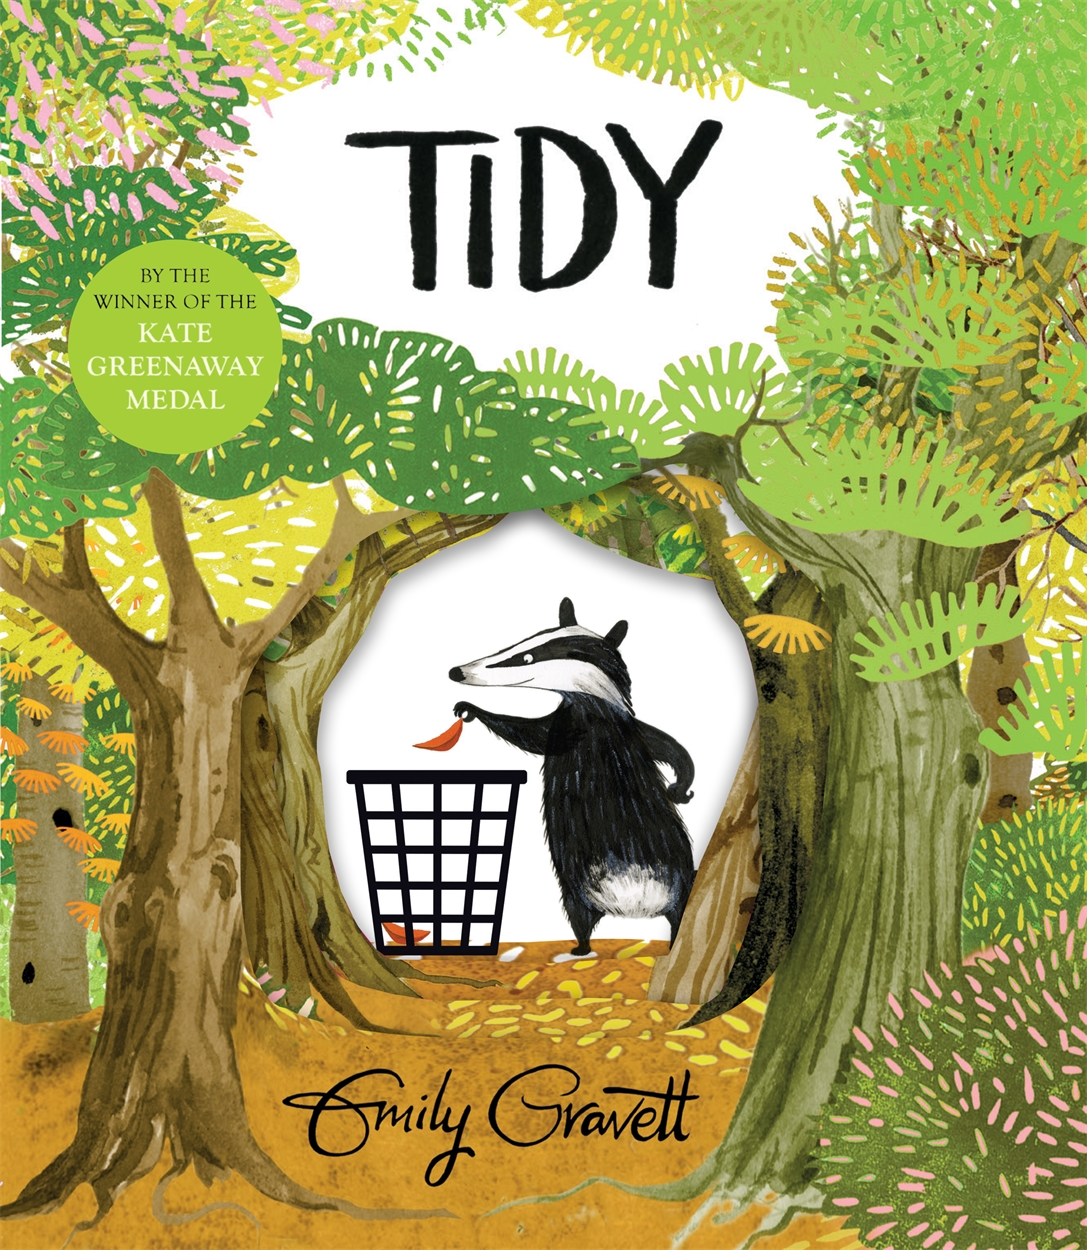 TIDY
BY THE
WINNER OF THE
KATE
GREENAWAY
MEDAL
Emily Gravett